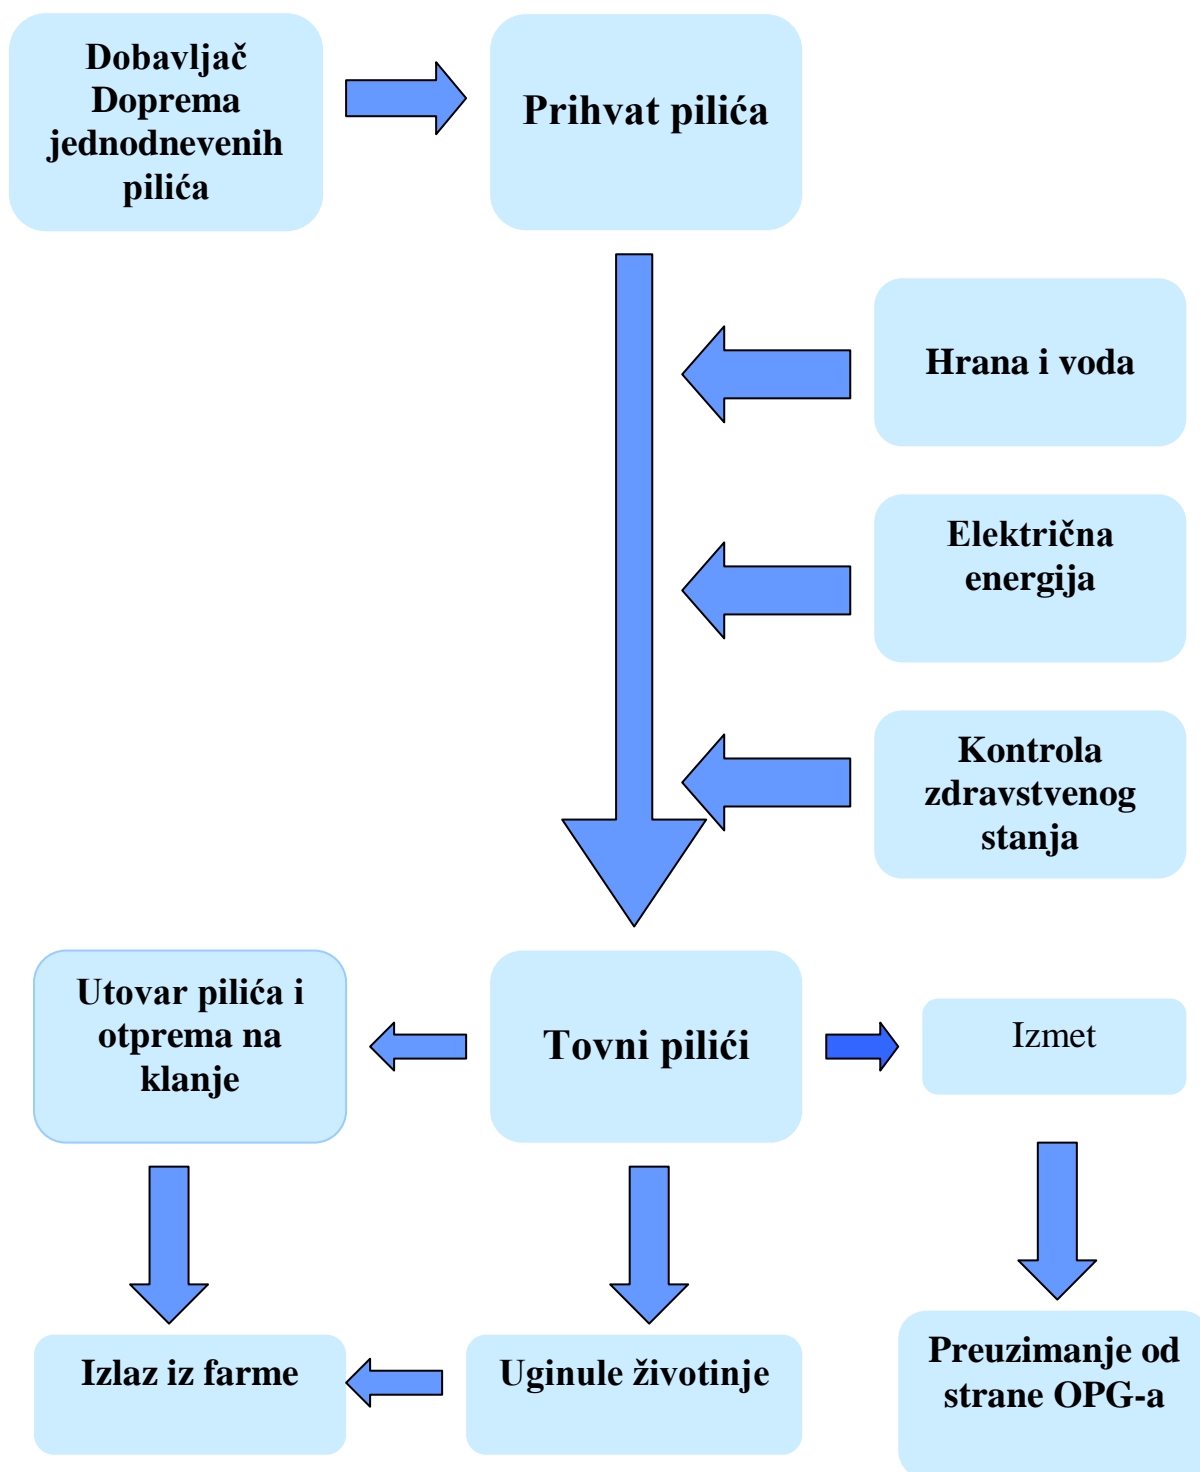 Dobavljač
Doprema
jednodnevenih
pilića
Prihvat pilića
Hrana i voda
Elektrićna
energija
Kontrola
zdravstvenog
stanja
Utovar pilića i
otprema na
klanje
Tovni pilići
Izmet
Izlaz iz farme
Uginule životinje
Preuzimanje od
strane OPG-a